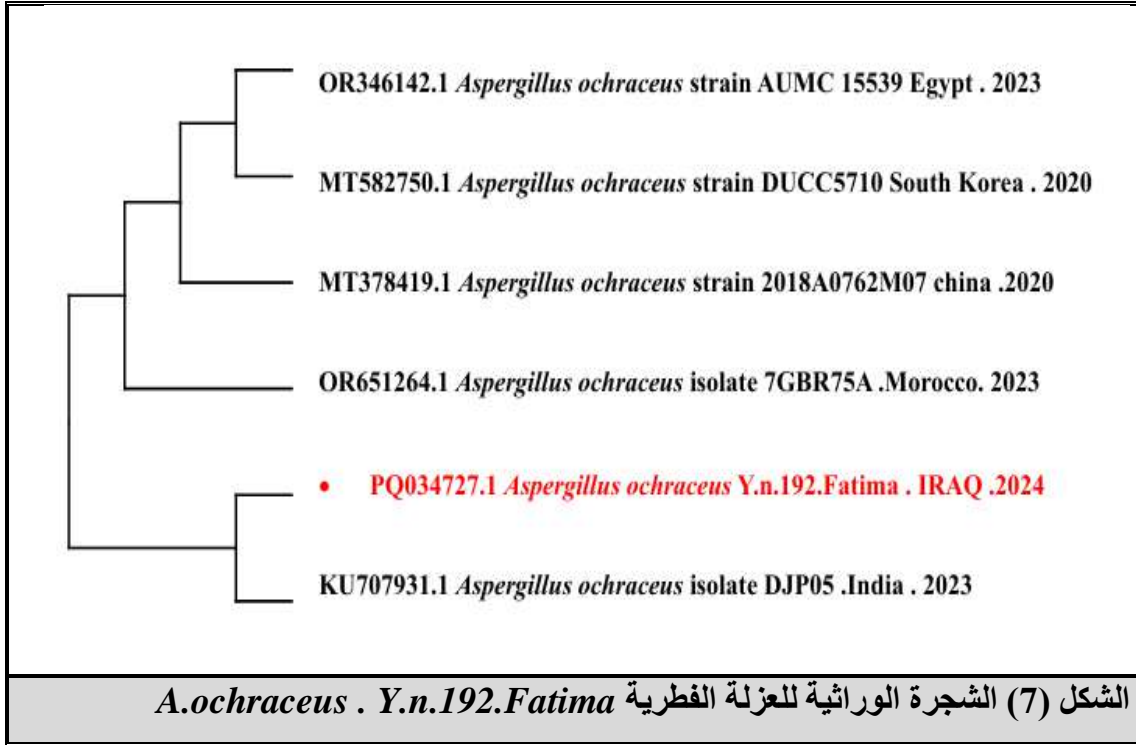 OR346142.1 Aspergillus ochraceus strain AUMC 15539 Egypt . 2023
MT582750.1 Aspergillus ochraceus strain DUCC5710 South Korea . 2020
MT378419.1 Aspergillus ochraceus strain 2018A0762M07 china .2020
OR651264.1 Aspergillus ochraceus isolate 7GBR75A .Morocco. 2023
• PQ034727.1 Aspergillus ochraceus Y.n.192.Fatima . IRAQ .2024
KU707931.1 Aspergillus ochraceus isolate DJP05 .India . 2023
الشكل (7) الشجرة الوراثية للعزلة الفطرية A.ochraceus . Y.n.192.Fatima